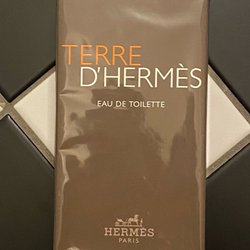 TERRE
D'HERMÈS
EAU DE TOILETTE
HERMÈS
PARIS